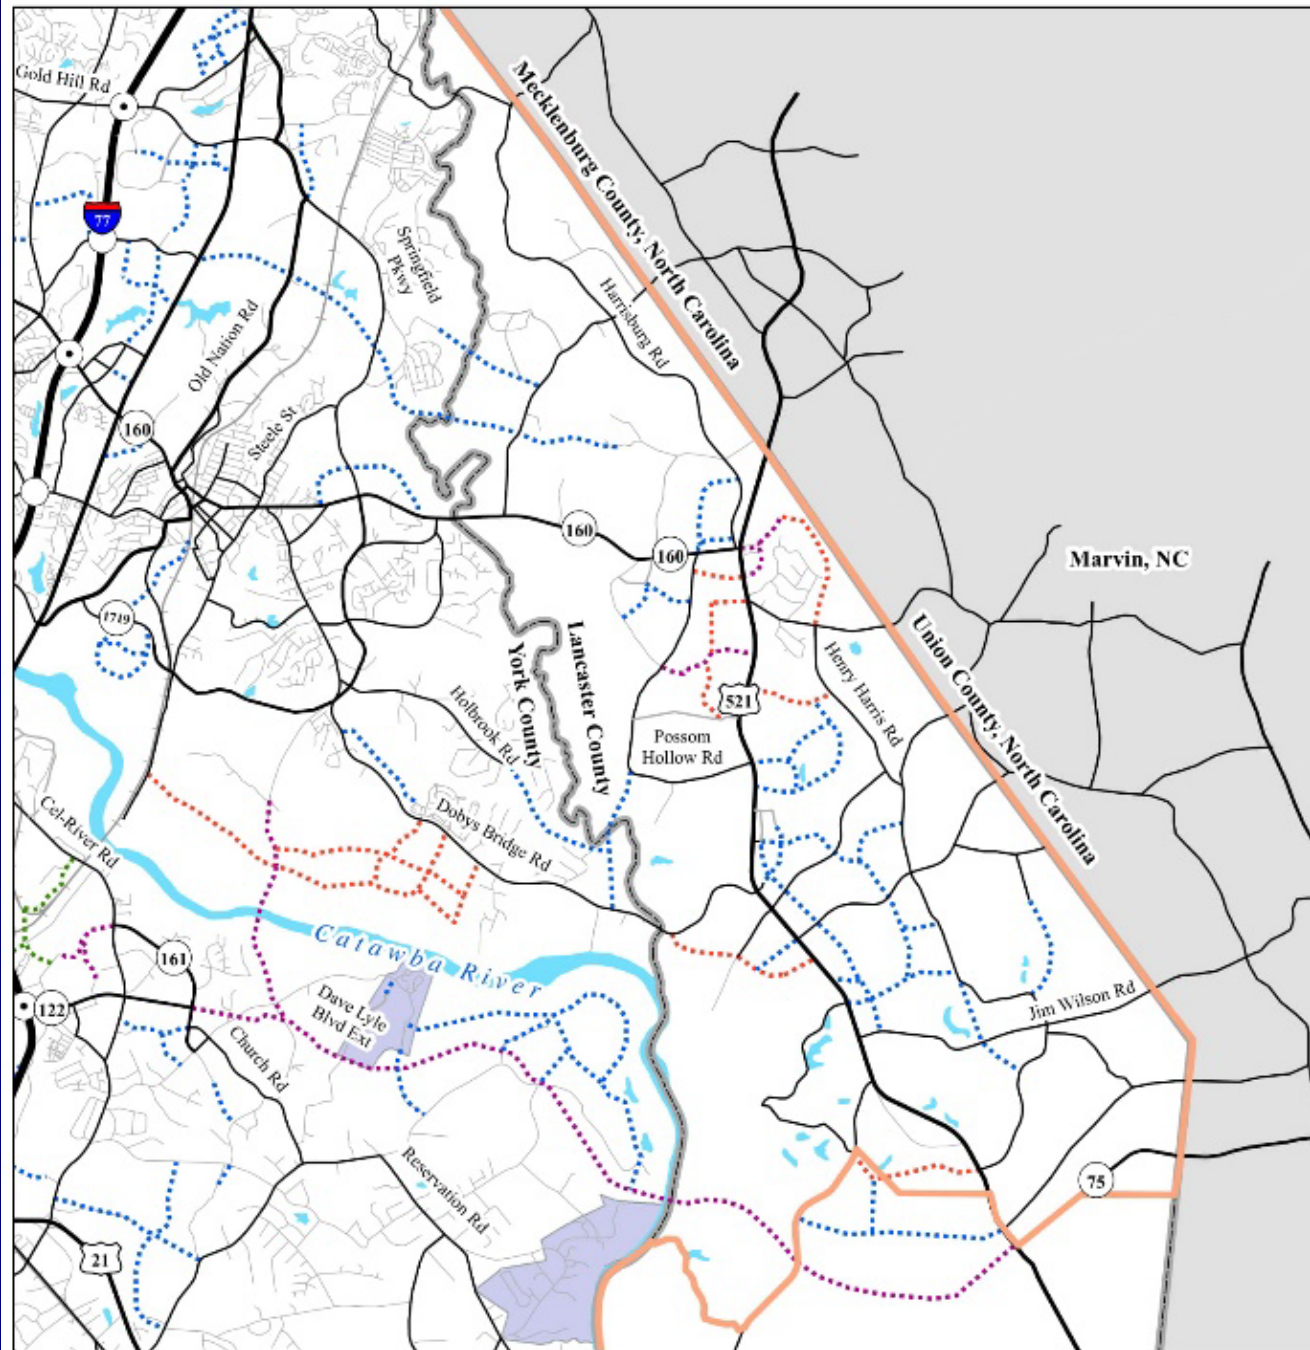 Gold Hill Rd
Mecklenburg County, North Carolina
77
Springfield
Pkwy
Harrisburg Rd
Old Nation Rd
Steele St
160
160
160
Marvin, NC
1719
Lancaster County
York County
Union County, North Carolina
Henry Harris Rd
Holbrook Rd
521
Possom
Hollow Rd
Cel-River Rd
Dobys Bridge Rd
Catawba River
161
122
Dave Lyle
Blvd Ext
Jim Wilson Rd
Church Rd
Reservation Rd
75
21